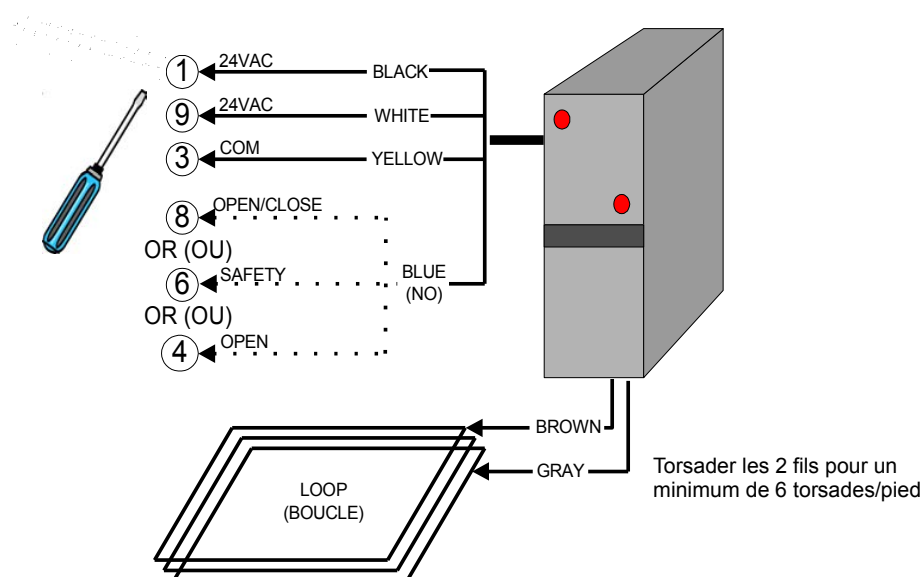 1 24VAC BLACK
9 24VAC WHITE
3 COM YELLOW
8 OPEN/CLOSE
OR (OU)
6 SAFETY BLUE
(NO)
OR (OU)
4 OPEN
BROWN
GRAY
Torsader les 2 fils pour un
minimum de 6 torsades/pied
LOOP
(BOUCLE)